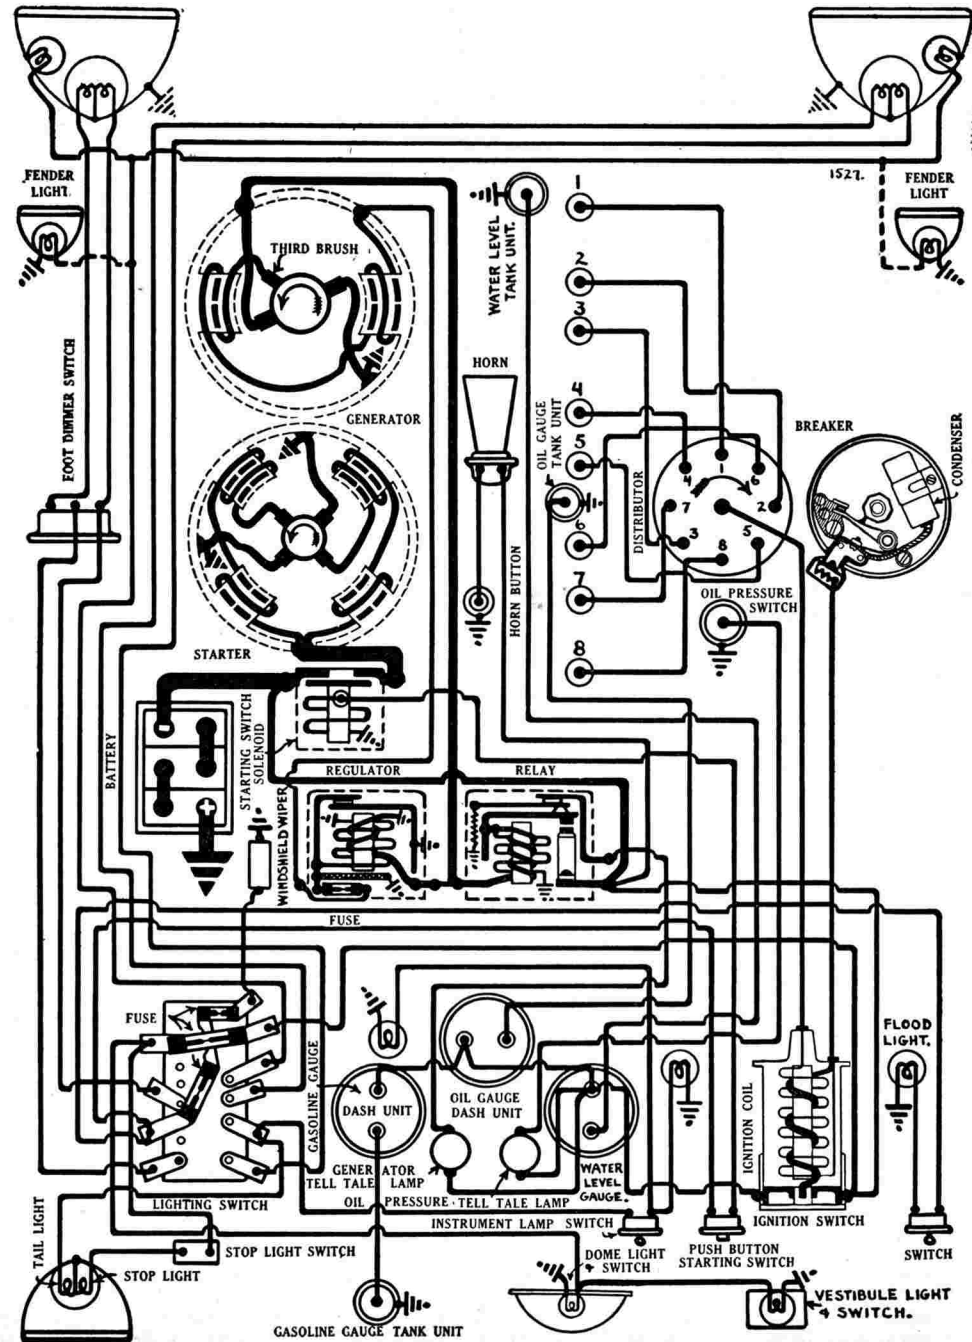 1527.
FENDER
LIGHT.
FENDER
LIGHT
THIRD BRUSH
WATER LEVEL
TANK UNIT.
1
2
3
4
5
6
7
8
HORN
GENERATOR
FOOT DIMMER SWITCH
OIL GAUGE
TANK UNIT
BREAKER
CONDENSER
DISTRIBUTOR
1
4
6
7
2
3
5
8
HORN BUTTON
OIL PRESSURE
SWITCH
STARTER
BATTERY
STARTING SWITCH
SOLENOID
REGULATOR
RELAY
WINDSHIELD WIPER
FUSE
FUSE
GASOLINE GAUGE
DASH UNIT
OIL GAUGE
DASH UNIT
FLOOD
LIGHT.
IGNITION COIL
GENERATOR
TELL TALE LAMP
OIL PRESSURE · TELL TALE LAMP
WATER
LEVEL
GAUGE.
LIGHTING SWITCH
INSTRUMENT LAMP SWITCH
IGNITION SWITCH
TAIL LIGHT
STOP LIGHT SWITCH
STOP LIGHT
DOME LIGHT
& SWITCH
PUSH BUTTON
STARTING SWITCH
SWITCH
VESTIBULE LIGHT
& SWITCH.
GASOLINE GAUGE TANK UNIT